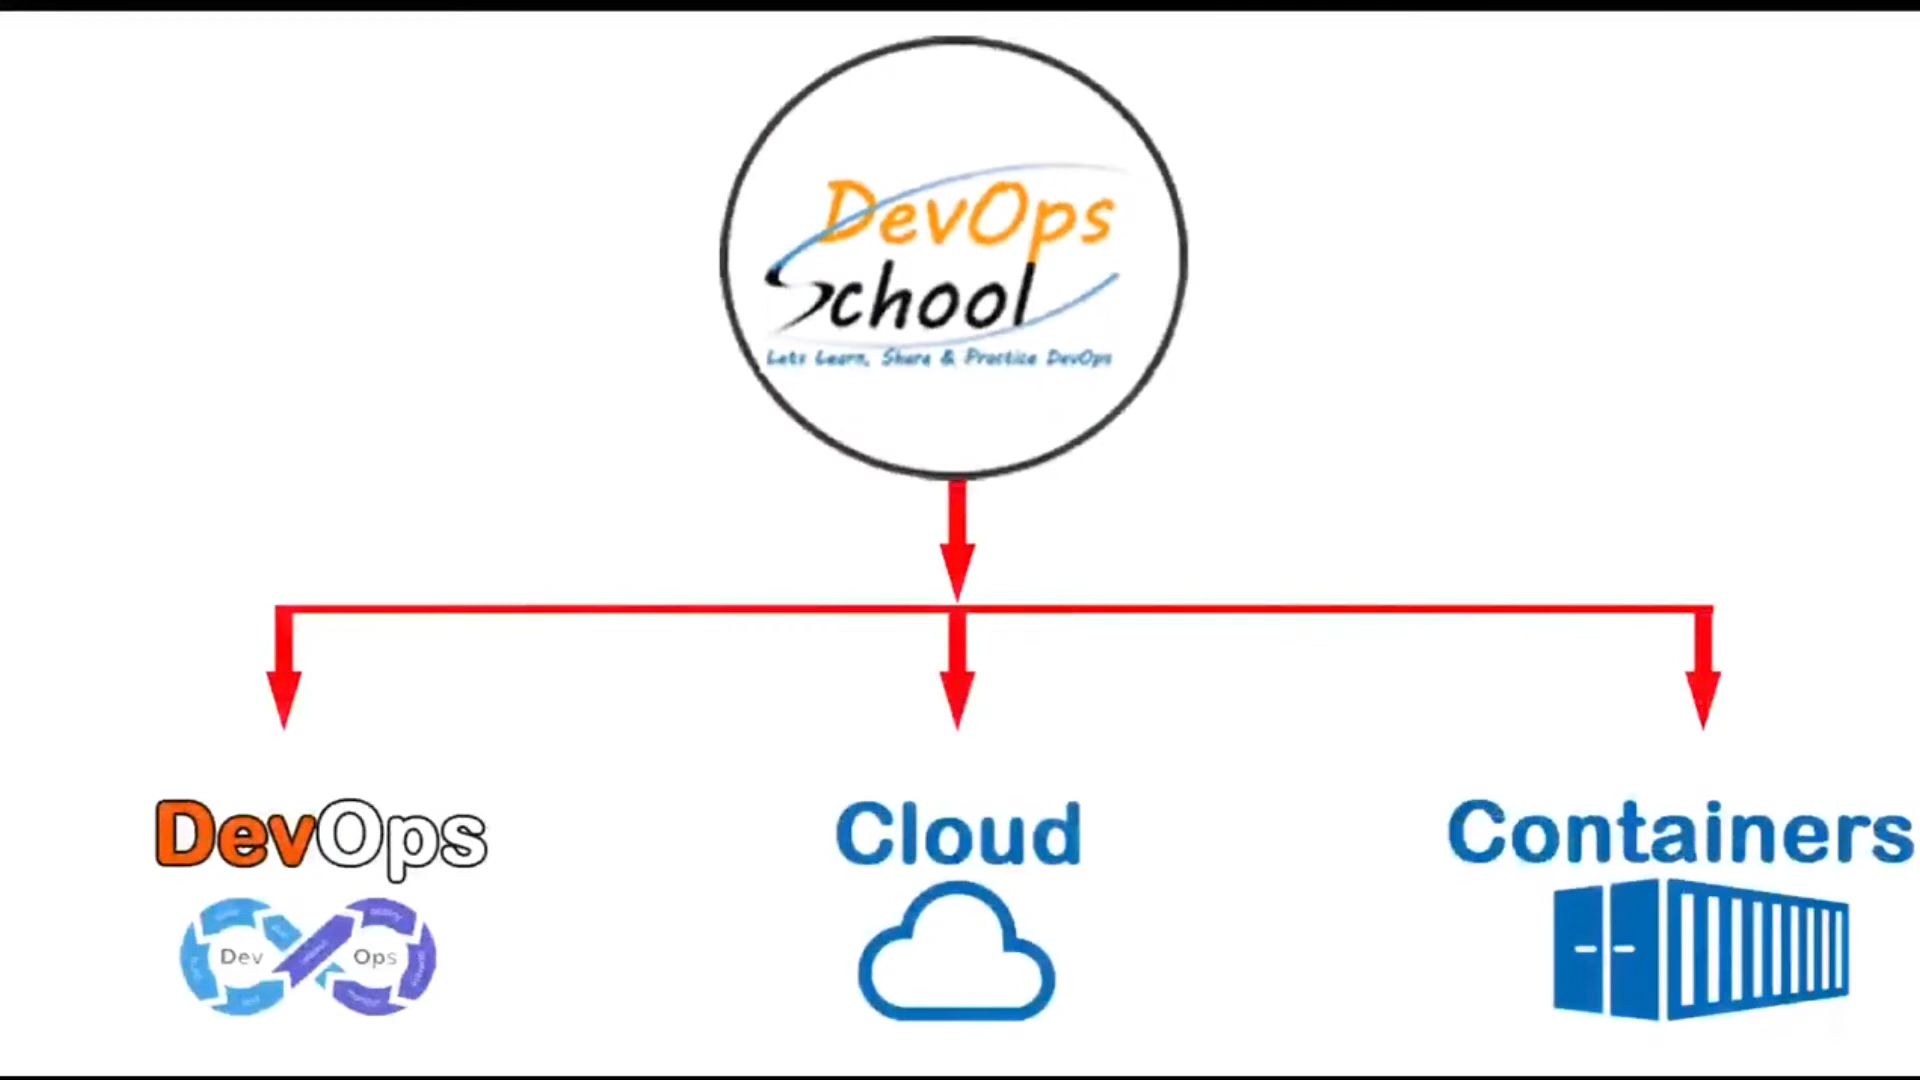 DevOps
School
Lets Learn, Share & Practice DevOps
DevOps
Cloud
Containers
Dev
Ops